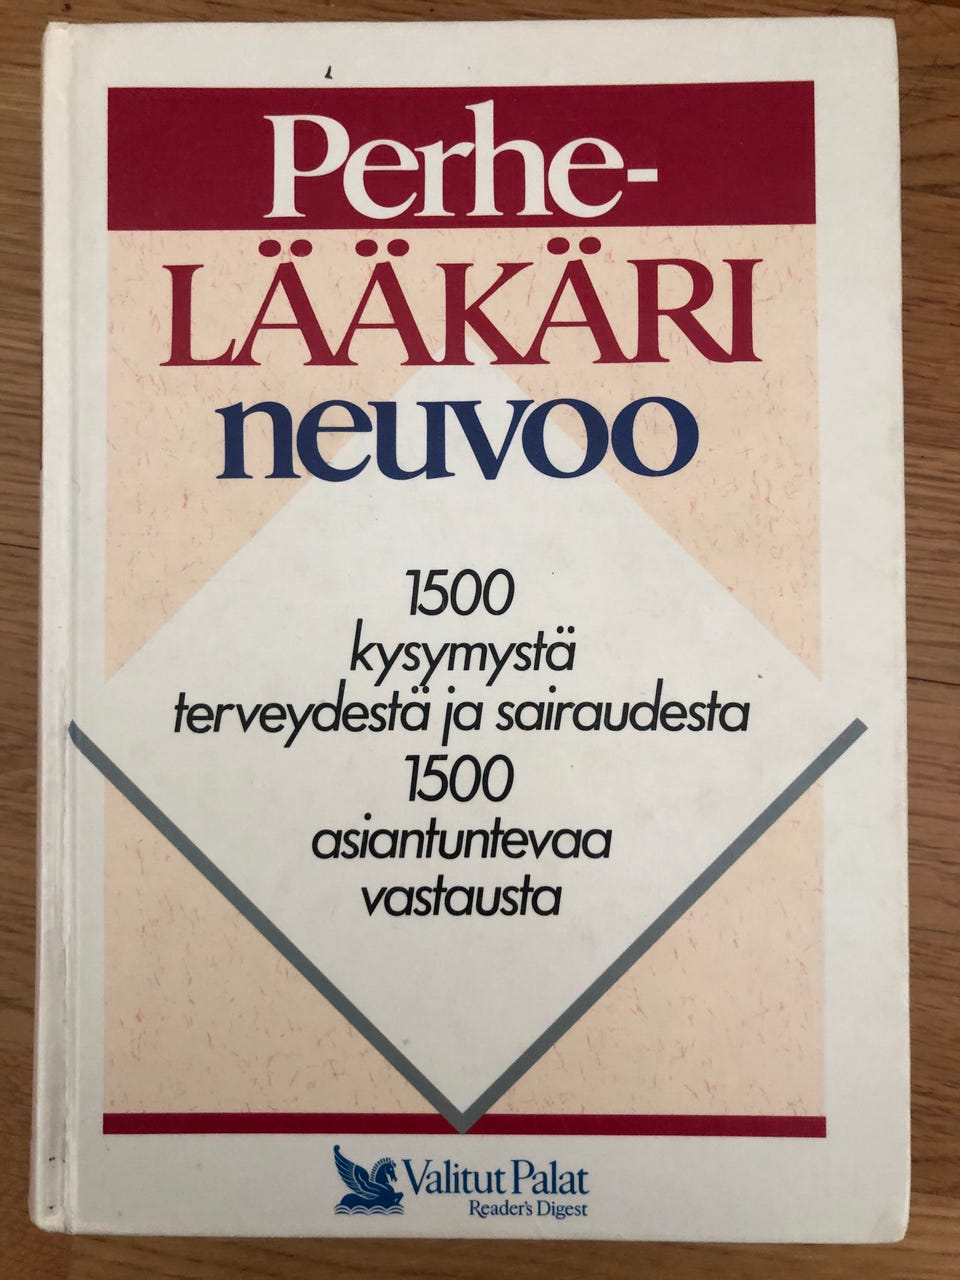 Perhe-
LÄÄKÄRI
neuvoo
1500
kysymystä
terveydestä ja sairaudesta
1500
asiantuntevaa
vastausta
Valitut Palat
Reader's Digest